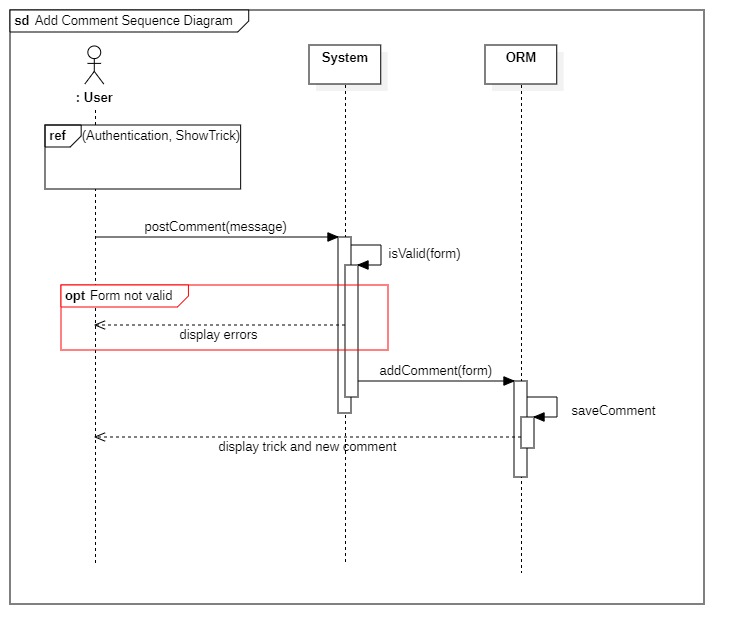 sd Add Comment Sequence Diagram
: User
System
ORM
ref (Authentication, ShowTrick)
postComment(message)
isValid(form)
opt Form not valid
display errors
addComment(form)
saveComment
display trick and new comment